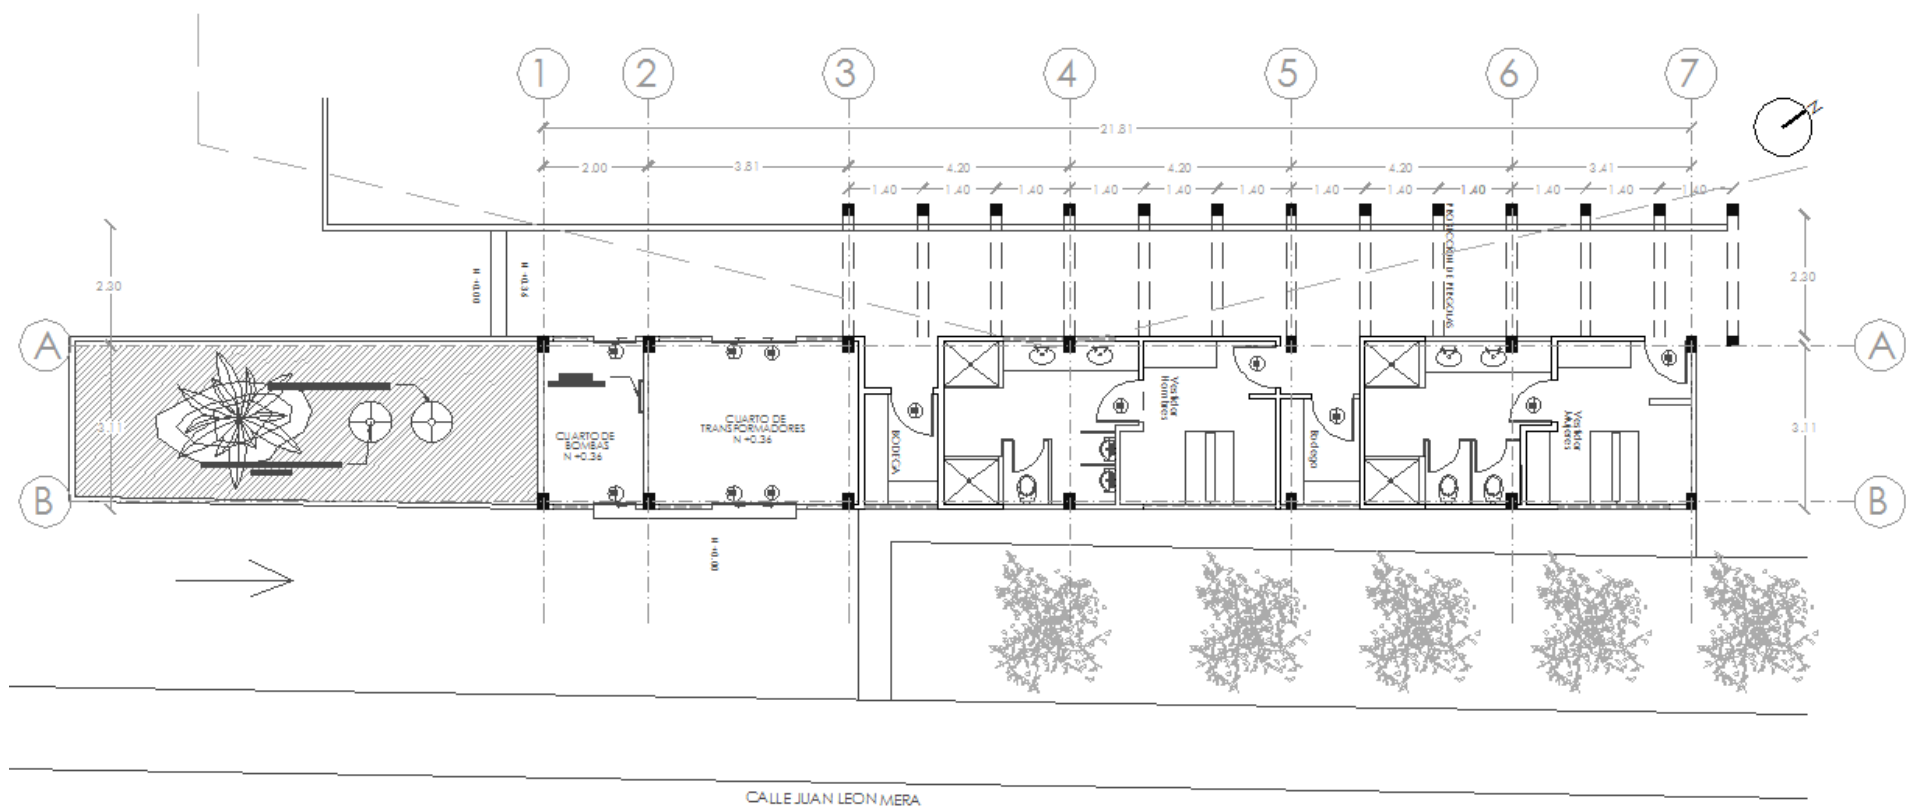 1 2 3 4 5 6 7
N
21.81
2.00 3.81 4.20 4.20 4.20 3.41
1.40 1.40 1.40 1.40 1.40 1.40 1.40 1.40 1.40 1.40 1.40 1.40
2.30
N +0.00
N +0.36
PROYECCION DE PERGOLAS
2.30
A
A
3.11
CUARTO DE
BOMBAS
N +0.36
CUARTO DE
TRANSFORMADORES
N +0.36
BODEGA
Vestidor
Hombres
Bodega
Vestidor
Mujeres
3.11
B
B
N +0.00
CALLE JUAN LEON MERA